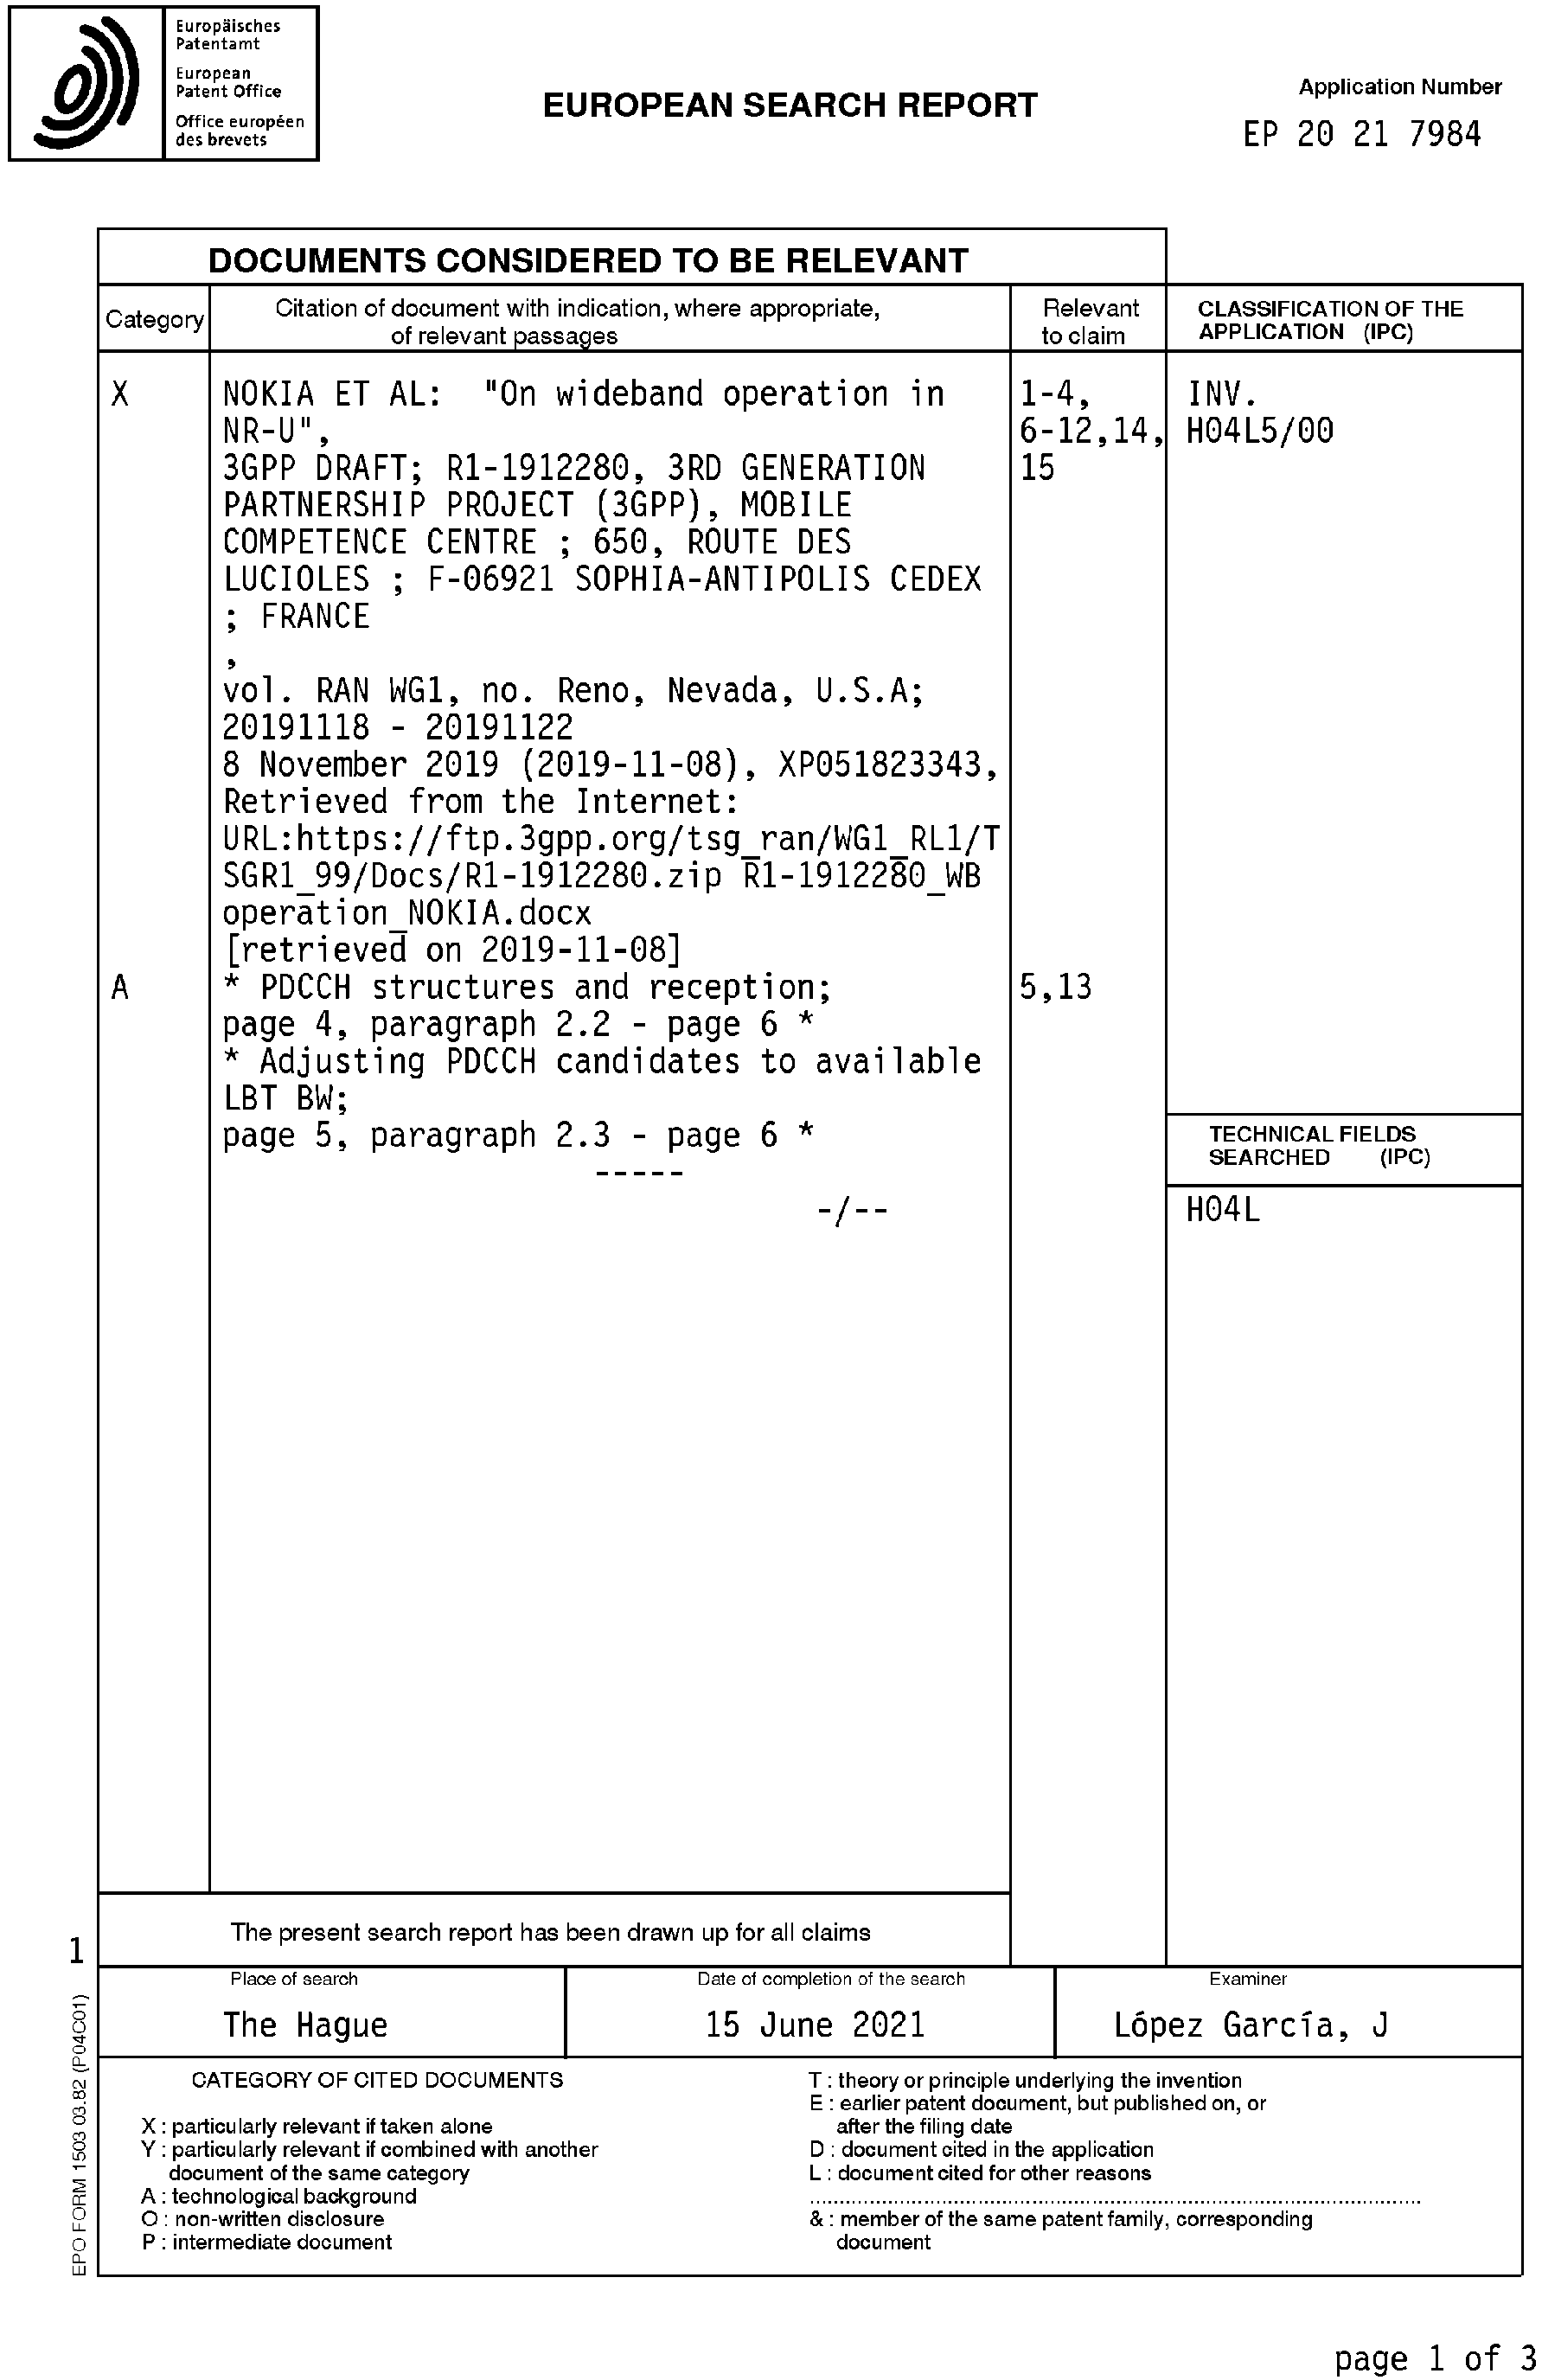 Europäisches
Patentamt
European
Patent Office
Office européen
des brevets
EUROPEAN SEARCH REPORT
Application Number
EP 20 21 7984
DOCUMENTS CONSIDERED TO BE RELEVANT
Category
Citation of document with indication, where appropriate,
of relevant passages
Relevant
to claim
CLASSIFICATION OF THE
APPLICATION (IPC)
X
NOKIA ET AL: "On wideband operation in
NR-U",
3GPP DRAFT; R1-1912280, 3RD GENERATION
PARTNERSHIP PROJECT (3GPP), MOBILE
COMPETENCE CENTRE ; 650, ROUTE DES
LUCIOLES ; F-06921 SOPHIA-ANTIPOLIS CEDEX
; FRANCE
,
vol. RAN WG1, no. Reno, Nevada, U.S.A;
20191118 - 20191122
8 November 2019 (2019-11-08), XP051823343,
Retrieved from the Internet:
URL:https://ftp.3gpp.org/tsg_ran/WG1_RL1/T
SGR1_99/Docs/R1-1912280.zip R1-1912280_WB
operation_NOKIA.docx
[retrieved on 2019-11-08]
1-4,
6-12,14,
15
INV.
H04L5/00
A
* PDCCH structures and reception;
page 4, paragraph 2.2 - page 6 *
* Adjusting PDCCH candidates to available
LBT BW;
page 5, paragraph 2.3 - page 6 *
-----
-/--
5,13
TECHNICAL FIELDS
SEARCHED (IPC)
H04L
The present search report has been drawn up for all claims
1
Place of search
The Hague
Date of completion of the search
15 June 2021
Examiner
López García, J
CATEGORY OF CITED DOCUMENTS
X : particularly relevant if taken alone
Y : particularly relevant if combined with another
document of the same category
A : technological background
O : non-written disclosure
P : intermediate document
T : theory or principle underlying the invention
E : earlier patent document, but published on, or
after the filing date
D : document cited in the application
L : document cited for other reasons
& : member of the same patent family, corresponding
document
EPO FORM 1503 03.82 (P04C01)
page 1 of 3